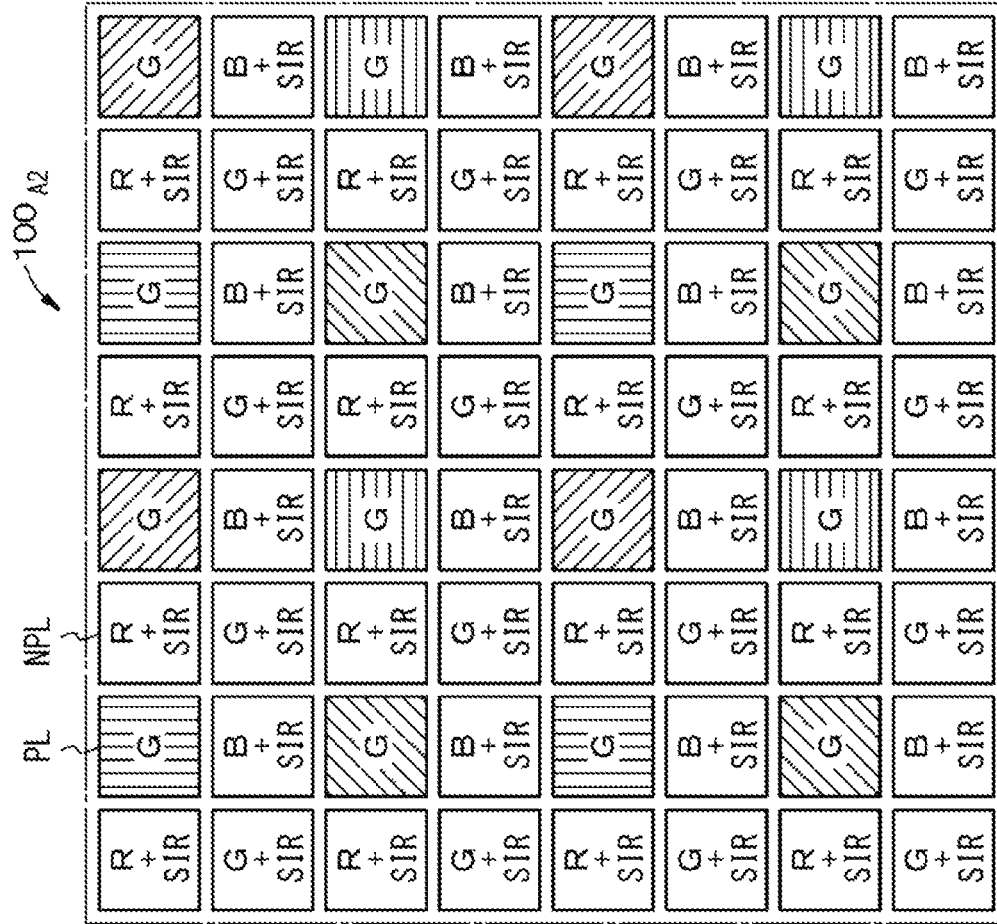 PL NPL 100A2
R R R R
+ G + G + G + G
SIR SIR SIR SIR
G B G B G B G B
+ + + + + + + +
SIR SIR SIR SIR SIR SIR SIR SIR
R R R R
+ G + G + G + G
SIR SIR SIR SIR
G B G B G B G B
+ + + + + + + +
SIR SIR SIR SIR SIR SIR SIR SIR
R R R R
+ G + G + G + G
SIR SIR SIR SIR
G B G B G B G B
+ + + + + + + +
SIR SIR SIR SIR SIR SIR SIR SIR
R R R R
+ G + G + G + G
SIR SIR SIR SIR
G B G B G B G B
+ + + + + + + +
SIR SIR SIR SIR SIR SIR SIR SIR